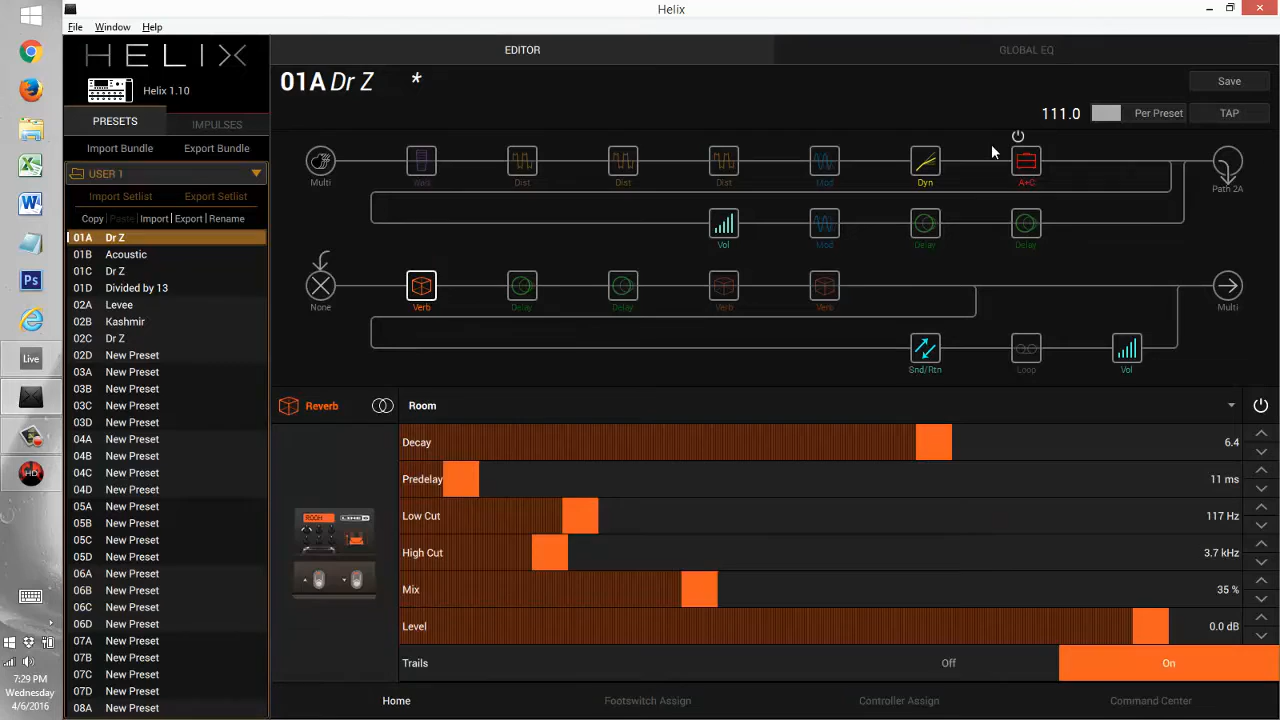 Helix
File Window Help
HELIX
Helix 1.10
PRESETS IMPULSES
Import Bundle Export Bundle
USER 1
Import Setlist Export Setlist
Copy Paste Import Export Rename
01A Dr Z
01B Acoustic
01C Dr Z
01D Divided by 13
02A Levee
02B Kashmir
02C Dr Z
02D New Preset
03A New Preset
03B New Preset
03C New Preset
03D New Preset
04A New Preset
04B New Preset
04C New Preset
04D New Preset
05A New Preset
05B New Preset
05C New Preset
05D New Preset
06A New Preset
06B New Preset
06C New Preset
06D New Preset
07A New Preset
07B New Preset
07C New Preset
07D New Preset
08A New Preset
EDITOR GLOBAL EQ
01A Dr Z *
Save
111.0 Per Preset TAP
Multi Wah Dist Dist Dist Mod Dyn A+C Path 2A
Vol Mod Delay Delay
None Verb Delay Delay Verb Verb Multi
Snd/Rtn Loop Vol
Reverb Room
Decay 6.4
Predelay 11 ms
Low Cut 117 Hz
High Cut 3.7 kHz
Mix 35 %
Level 0.0 dB
Trails Off On
ROOM LINE 6
Home Footswitch Assign Controller Assign Command Center
Live
HD
Ps
7:29 PM
Wednesday
4/6/2016